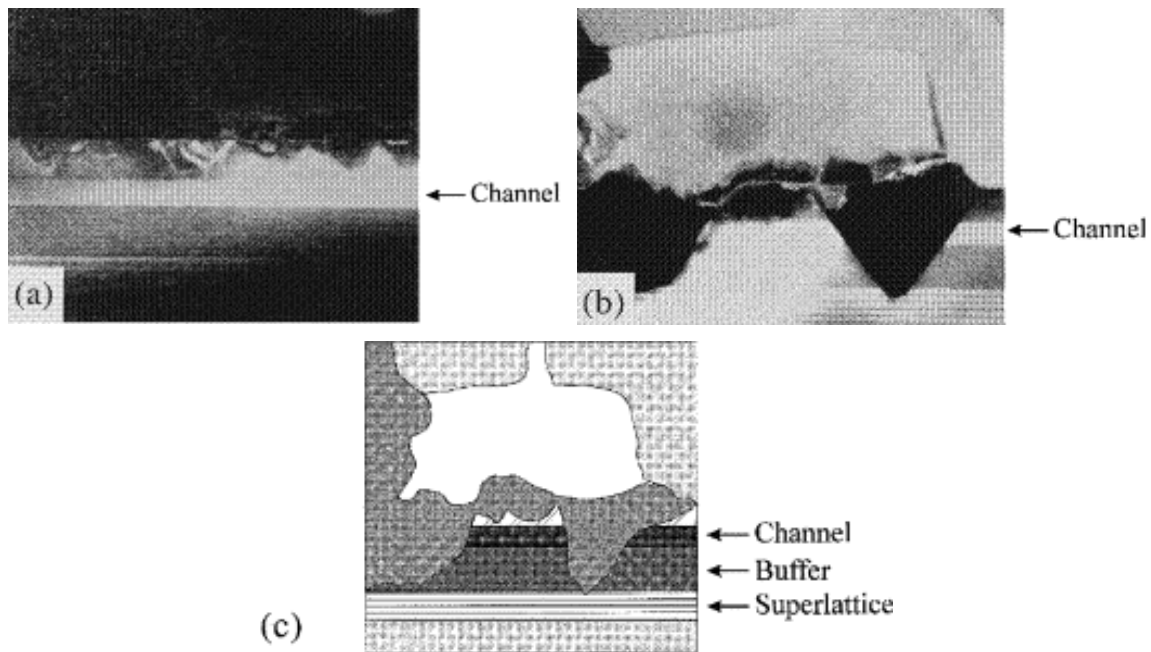 Channel
(a)
Channel
(b)
Channel
Buffer
Superlattice
(c)